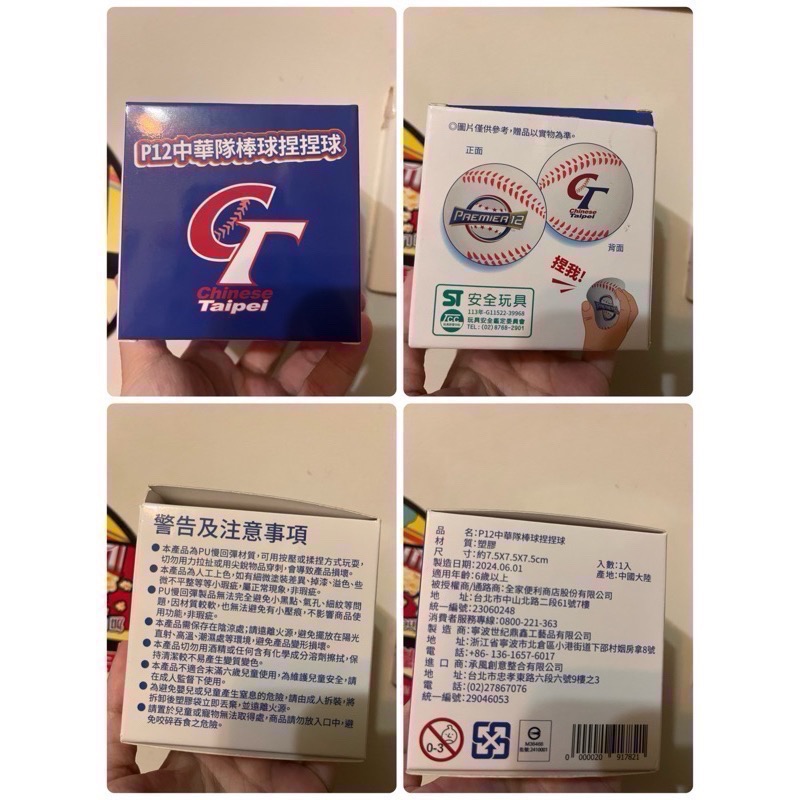 P12中華隊棒球捏捏球
CT
Chinese
Taipei
◎圖片僅供參考，贈品以實物為準。
正面
PREMIER 12
CT
Chinese
Taipei
背面
捏我!
ST 安全玩具
113年-G11522-39968
玩具安全鑑定委員會
TEL：(02) 8768-2901
警告及注意事項
● 本產品為PU慢回彈材質，可用按壓或揉捏方式玩耍，
切勿用力拉扯或用尖銳物品穿刺，會導致產品損壞。
● 本產品為人工上色，如有細微塗裝差異、掉漆、溢色、些
微不平整等等小瑕疵，屬正常現象，非瑕疵。
● PU慢回彈製品無法完全避免小黑點、氣孔、細紋等問
題，因材質較軟，也無法避免有小壓痕，不影響商品使
用功能，非瑕疵。
● 本產品需保存在陰涼處；請遠離火源，避免擺放在陽光
直射、高溫、潮濕處等環境，避免產品變形損壞。
● 本產品切勿用酒精或任何含有化學成分溶劑擦拭，保
持清潔較不易產生變質變色。
● 本產品不適合未滿六歲兒童使用，為維護兒童安全，請
在成人監督下使用。
● 為避免嬰兒或兒童產生窒息的危險，請由成人拆裝，將
拆卸後塑膠袋立即丟棄，並遠離火源。
● 請置於兒童或寵物無法取得處，商品請勿放入口中，避
免咬碎吞食之危險。
品　　名：P12中華隊棒球捏捏球
材　　質：塑膠
尺　　寸：約7.5X7.5X7.5cm
入數：1入
製造日期：2024.06.01
產地：中國大陸
適用年齡：6歲以上
被授權商/通路商：全家便利商店股份有限公司
地　　址：台北市中山北路二段61號7樓
統一編號：23060248
消費者服務專線：0800-221-363
製 造 商：寧波世紀鼎鑫工藝品有限公司
地　　址：浙江省寧波市北倉區小港街道下邵村烟房拿8號
電　　話：+86-136-1657-6017
進 口 商：承風創意整合有限公司
地　　址：台北市忠孝東路六段六號9樓之3
電　　話：(02)27867076
統一編號：29046053
0-3
0 000020 917821